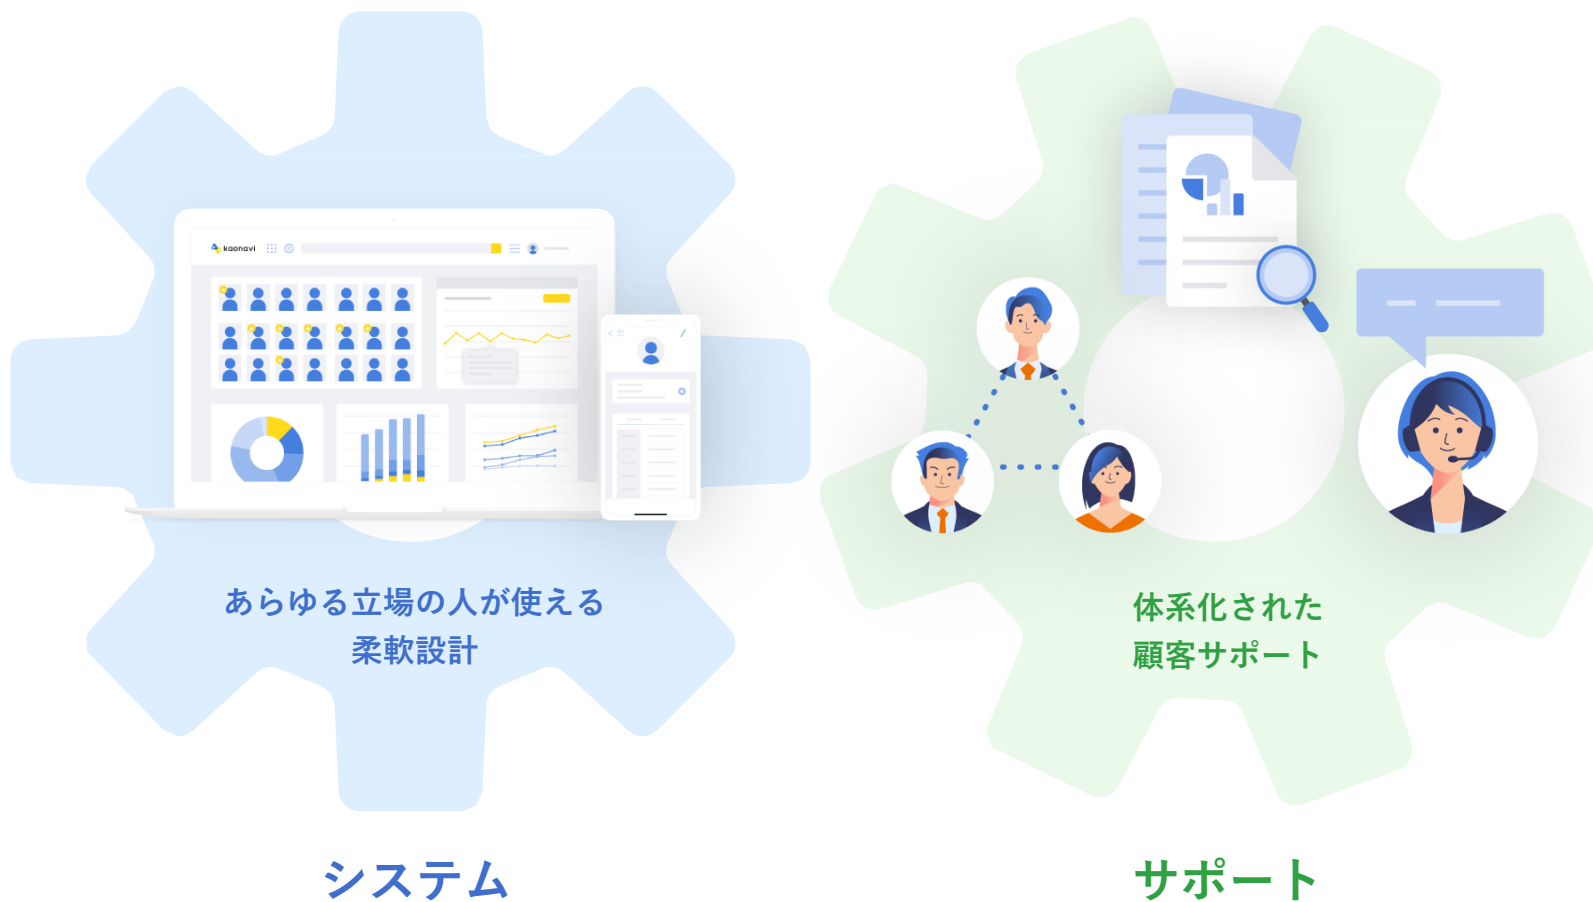 kaonavi
あらゆる立場の人が使える
柔軟設計
システム
体系化された
顧客サポート
サポート